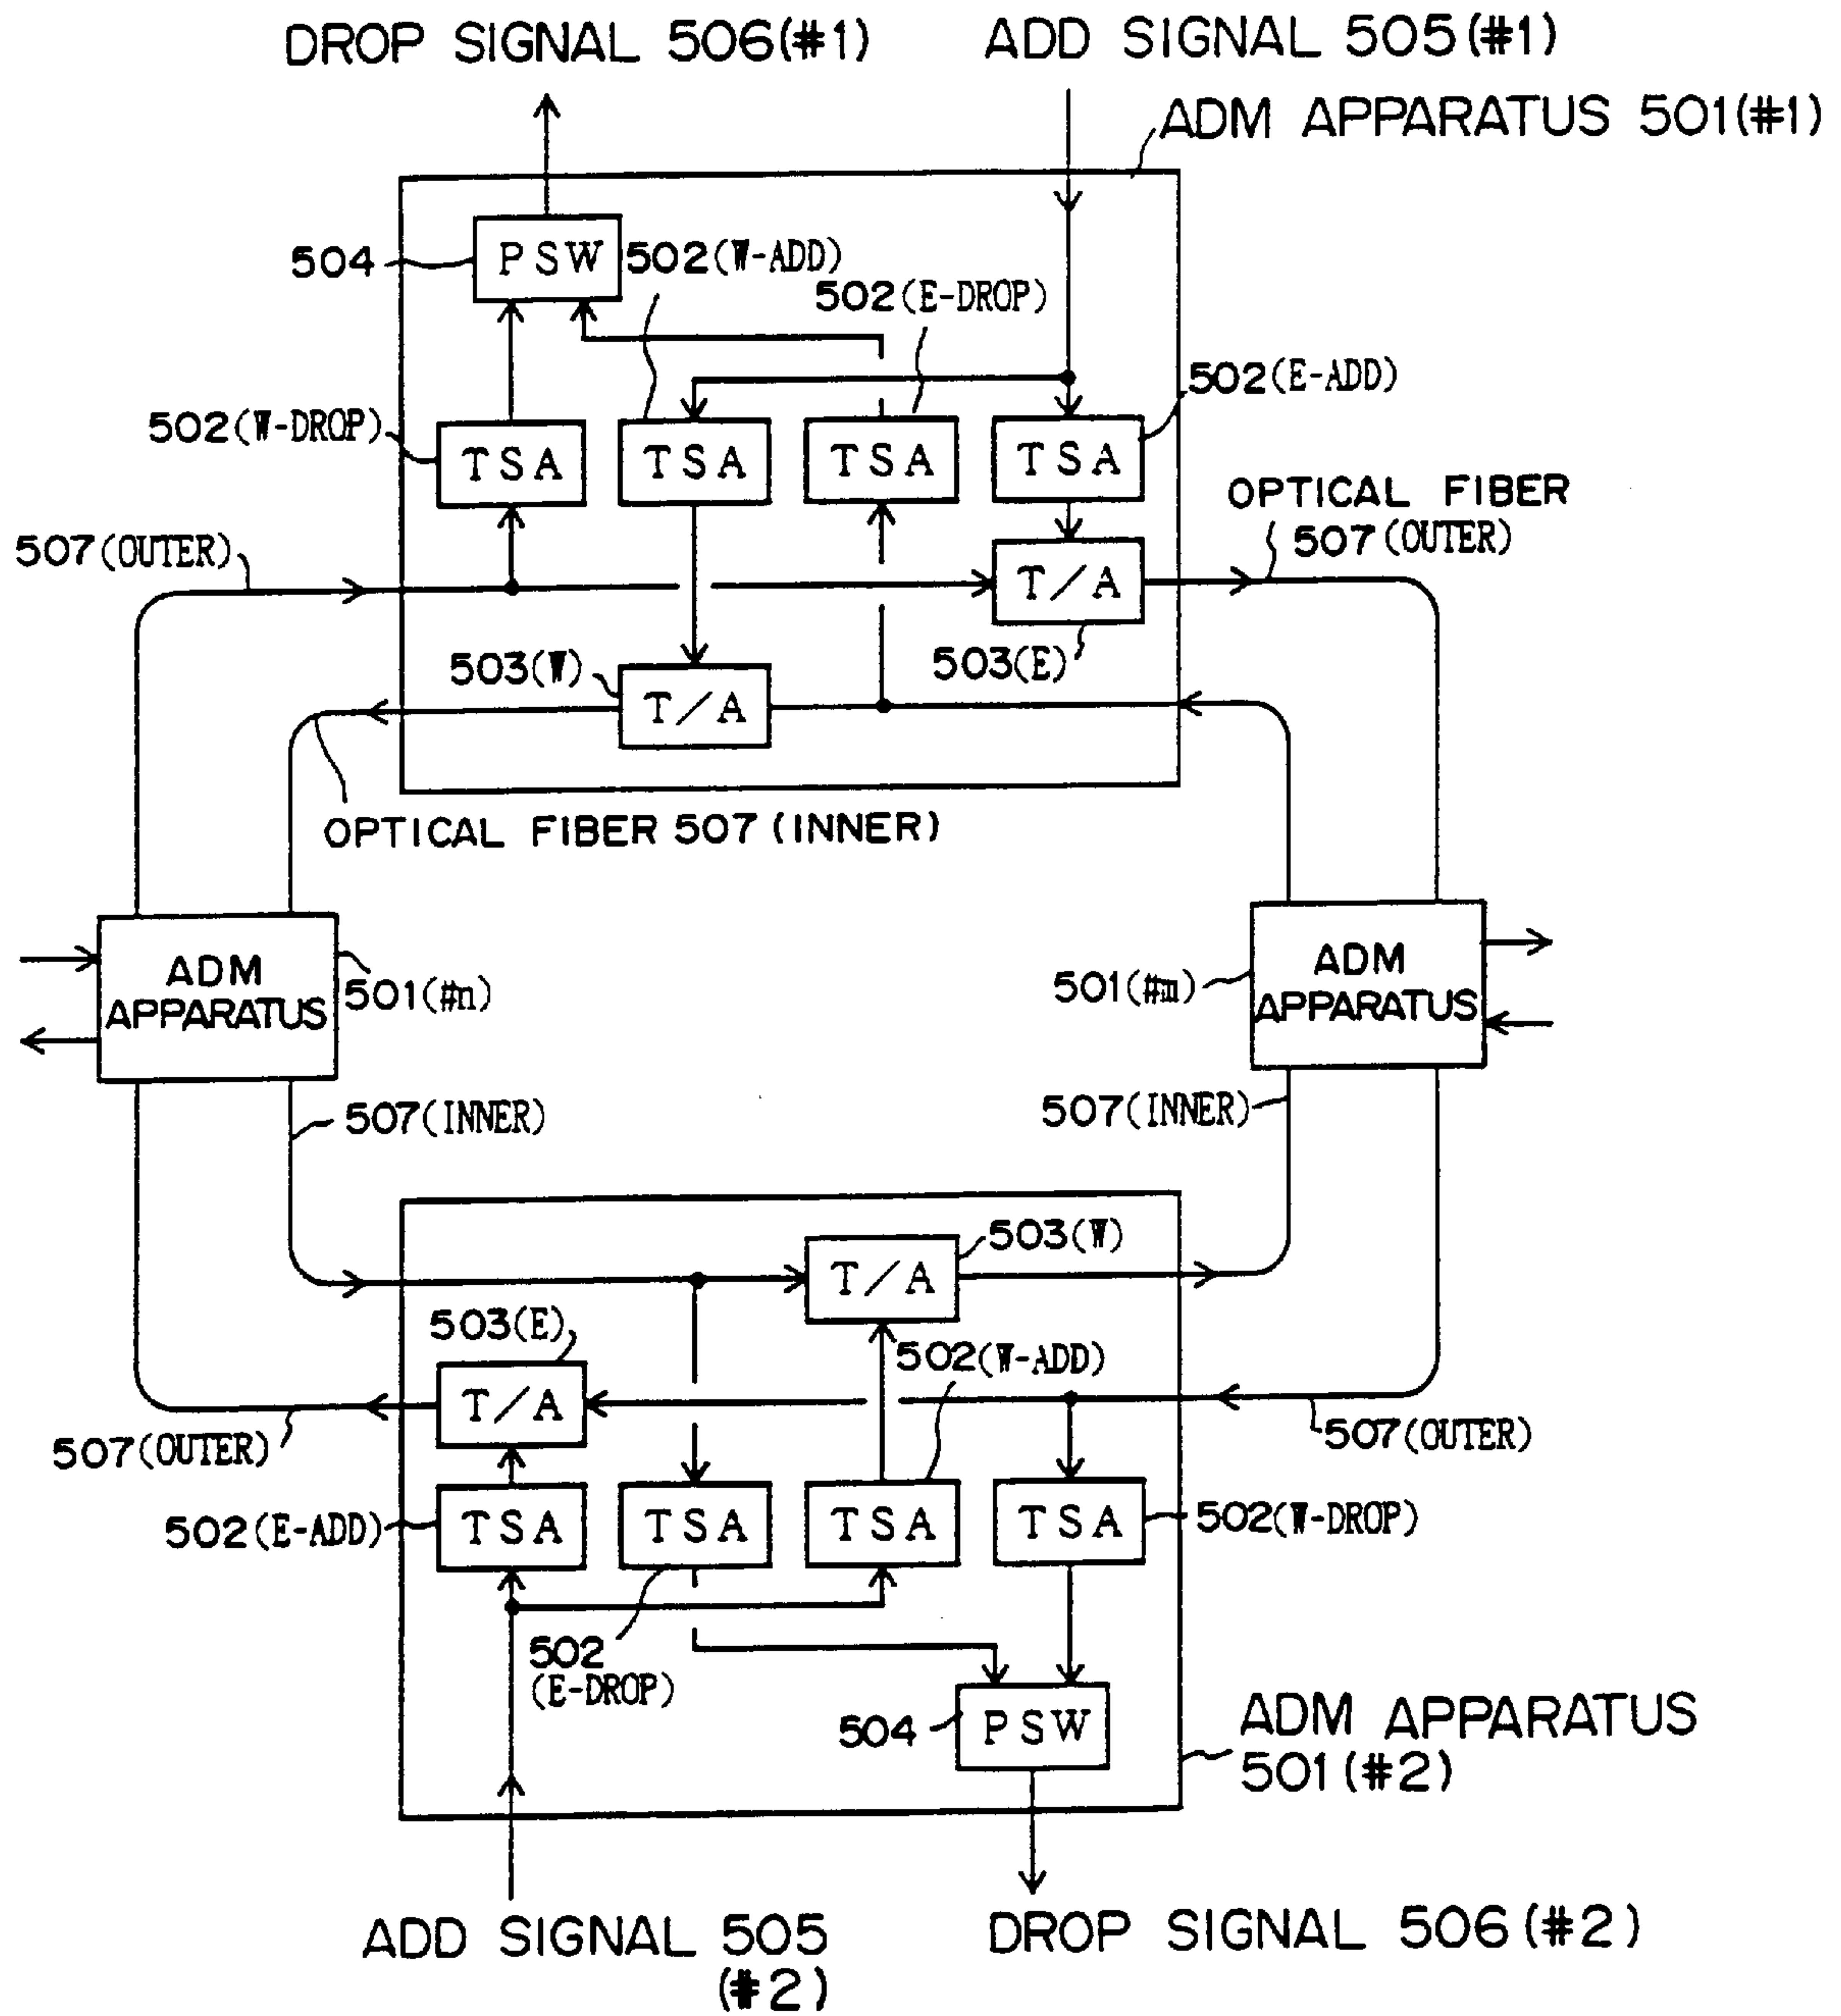 DROP SIGNAL 506(#1)
ADD SIGNAL 505(#1)
ADM APPARATUS 501(#1)
504
PSW
502(W-ADD)
502(E-DROP)
502(E-ADD)
502(W-DROP)
TSA
TSA
TSA
TSA
OPTICAL FIBER
507(OUTER)
507(OUTER)
T/A
503(W)
503(E)
T/A
OPTICAL FIBER 507(INNER)
ADM
APPARATUS
501(#n)
501(#m)
ADM
APPARATUS
507(INNER)
507(INNER)
503(W)
T/A
503(E)
502(W-ADD)
T/A
507(OUTER)
507(OUTER)
502(E-ADD)
TSA
TSA
TSA
TSA
502(W-DROP)
502
(E-DROP)
504
PSW
ADM APPARATUS
501(#2)
ADD SIGNAL 505
(#2)
DROP SIGNAL 506(#2)